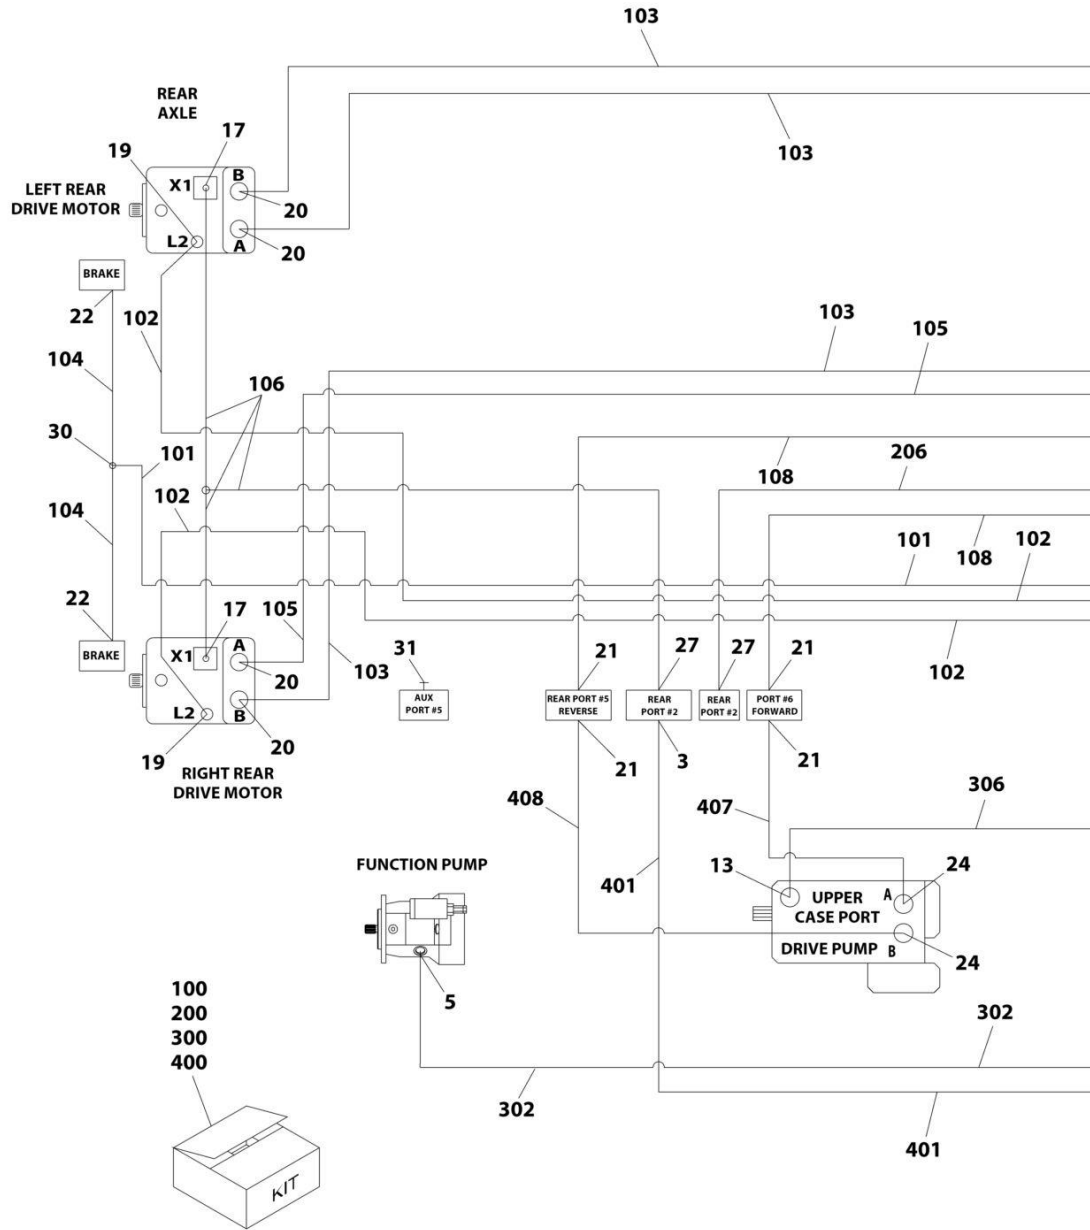 103
REAR
AXLE
17
103
19
X1
B
LEFT REAR
DRIVE MOTOR
20
L2
A
20
BRAKE
22
102
103
105
104
106
30
101
206
102
108
104
108
101
102
22
17
105
A
BRAKE
X1
20
103
31
21
27
27
21
102
AUX
PORT #5
REAR PORT #5
REVERSE
REAR
PORT #2
REAR
PORT #2
PORT #6
FORWARD
L2
B
19
20
21
3
21
RIGHT REAR
DRIVE MOTOR
408
407
306
FUNCTION PUMP
401
13
24
UPPER
CASE PORT
A
DRIVE PUMP
B
24
5
100
200
300
400
302
302
401
KIT